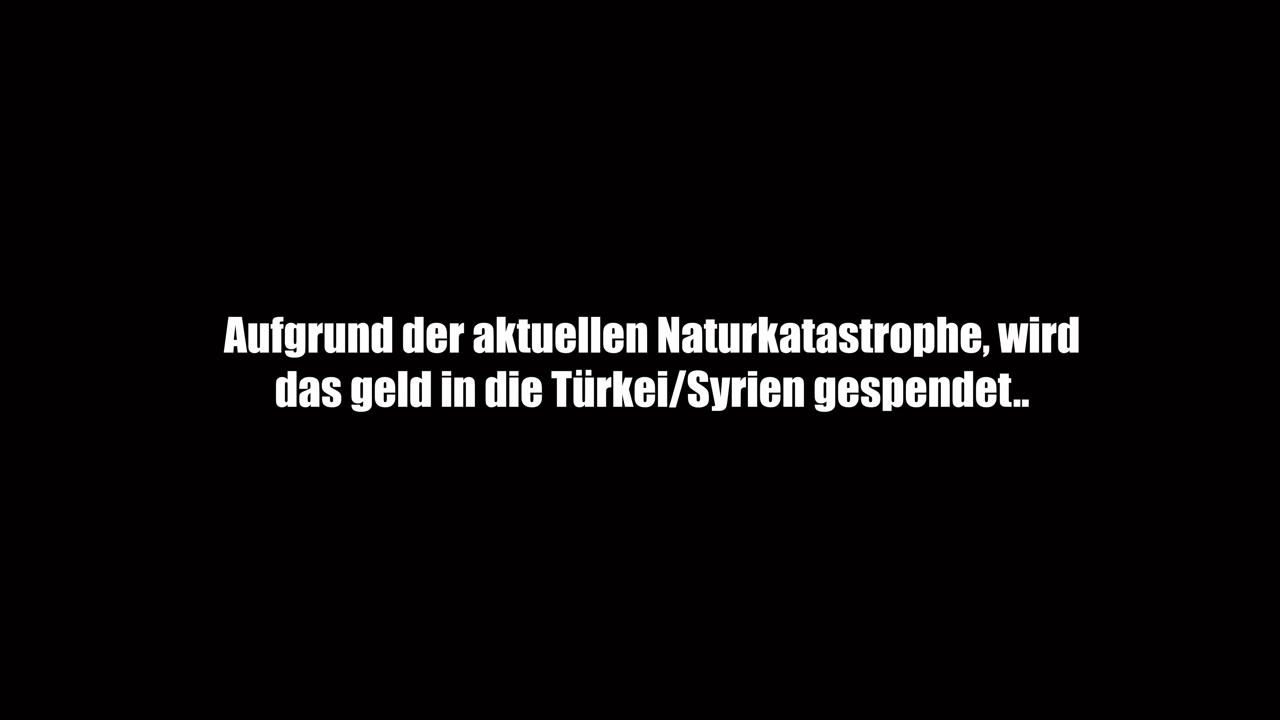 Aufgrund der aktuellen Naturkatastrophe, wird
das geld in die Türkei/Syrien gespendet..